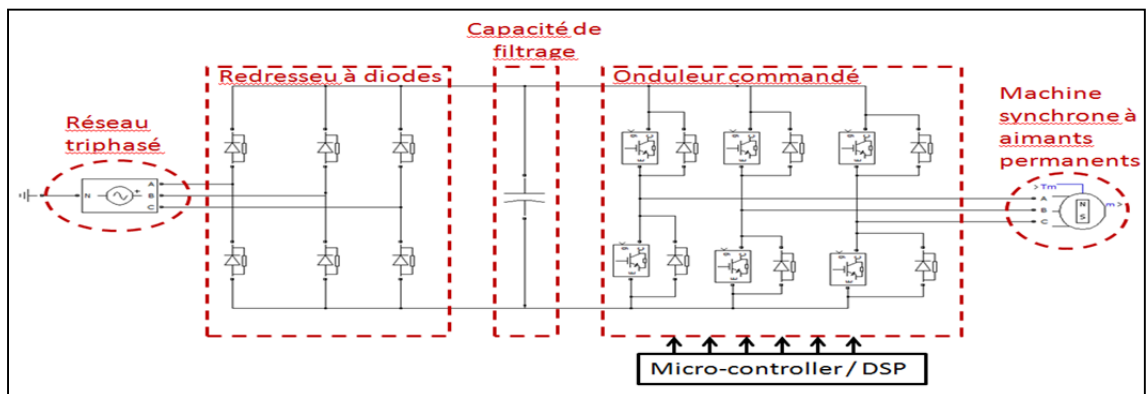 Capacité de
filtrage
Redresseu à diodes
Onduleur commandé
Machine
synchrone à
aimants
permanents
Réseau
triphasé
N
A
B
C
Tm
m
A
B
C
N
S
Micro-controller / DSP